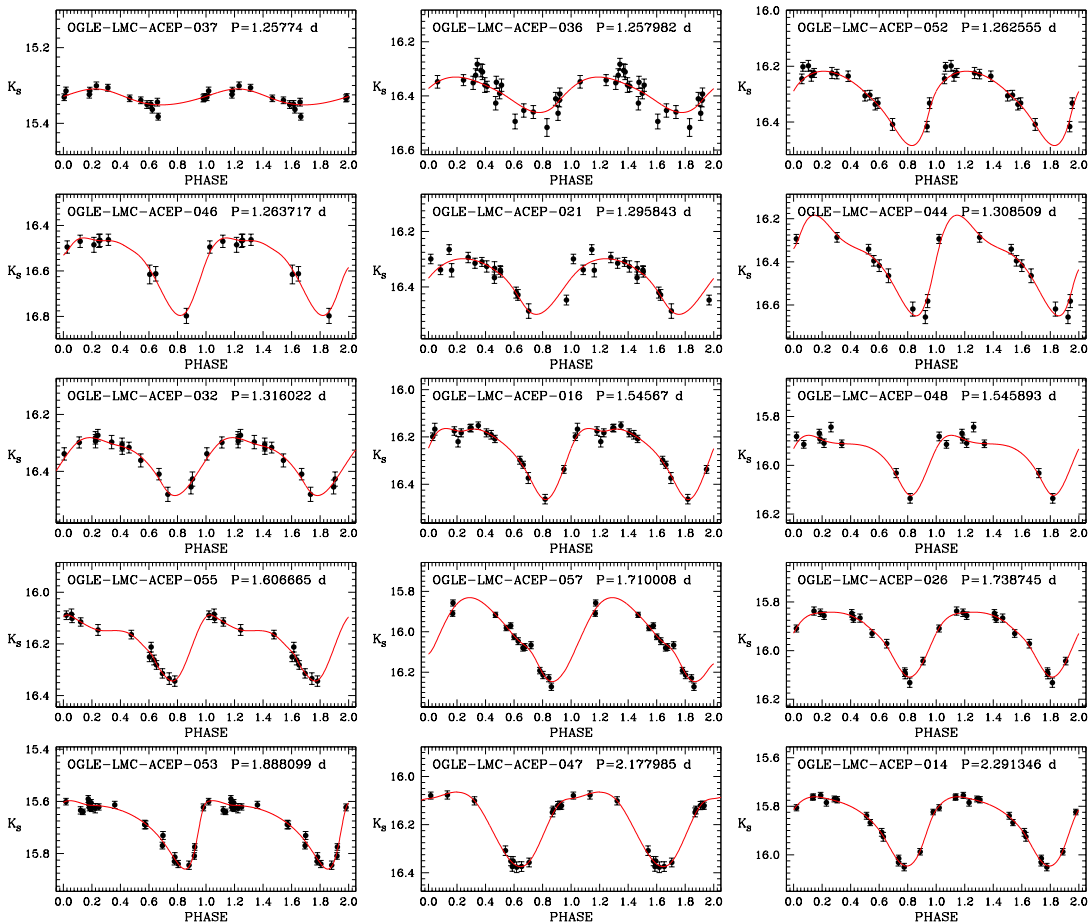 OGLE-LMC-ACEP-037 P=1.25774 d
15.2
15.4
Ks
0.0 0.2 0.4 0.6 0.8 1.0 1.2 1.4 1.6 1.8 2.0
PHASE
OGLE-LMC-ACEP-036 P=1.257982 d
16.2
16.4
16.6
Ks
0.0 0.2 0.4 0.6 0.8 1.0 1.2 1.4 1.6 1.8 2.0
PHASE
OGLE-LMC-ACEP-052 P=1.262555 d
16.0
16.2
16.4
Ks
0.0 0.2 0.4 0.6 0.8 1.0 1.2 1.4 1.6 1.8 2.0
PHASE
OGLE-LMC-ACEP-046 P=1.263717 d
16.4
16.6
16.8
Ks
0.0 0.2 0.4 0.6 0.8 1.0 1.2 1.4 1.6 1.8 2.0
PHASE
OGLE-LMC-ACEP-021 P=1.295843 d
16.2
16.4
Ks
0.0 0.2 0.4 0.6 0.8 1.0 1.2 1.4 1.6 1.8 2.0
PHASE
OGLE-LMC-ACEP-044 P=1.308509 d
16.2
16.4
16.6
Ks
0.0 0.2 0.4 0.6 0.8 1.0 1.2 1.4 1.6 1.8 2.0
PHASE
OGLE-LMC-ACEP-032 P=1.316022 d
16.2
16.4
Ks
0.0 0.2 0.4 0.6 0.8 1.0 1.2 1.4 1.6 1.8 2.0
PHASE
OGLE-LMC-ACEP-016 P=1.54567 d
16.0
16.2
16.4
Ks
0.0 0.2 0.4 0.6 0.8 1.0 1.2 1.4 1.6 1.8 2.0
PHASE
OGLE-LMC-ACEP-048 P=1.545893 d
15.8
16.0
16.2
Ks
0.0 0.2 0.4 0.6 0.8 1.0 1.2 1.4 1.6 1.8 2.0
PHASE
OGLE-LMC-ACEP-055 P=1.606665 d
16.0
16.2
16.4
Ks
0.0 0.2 0.4 0.6 0.8 1.0 1.2 1.4 1.6 1.8 2.0
PHASE
OGLE-LMC-ACEP-057 P=1.710008 d
15.8
16.0
16.2
Ks
0.0 0.2 0.4 0.6 0.8 1.0 1.2 1.4 1.6 1.8 2.0
PHASE
OGLE-LMC-ACEP-026 P=1.738745 d
15.8
16.0
16.2
Ks
0.0 0.2 0.4 0.6 0.8 1.0 1.2 1.4 1.6 1.8 2.0
PHASE
OGLE-LMC-ACEP-053 P=1.888099 d
15.4
15.6
15.8
Ks
0.0 0.2 0.4 0.6 0.8 1.0 1.2 1.4 1.6 1.8 2.0
PHASE
OGLE-LMC-ACEP-047 P=2.177985 d
16.0
16.2
16.4
Ks
0.0 0.2 0.4 0.6 0.8 1.0 1.2 1.4 1.6 1.8 2.0
PHASE
OGLE-LMC-ACEP-014 P=2.291346 d
15.8
16.0
Ks
0.0 0.2 0.4 0.6 0.8 1.0 1.2 1.4 1.6 1.8 2.0
PHASE